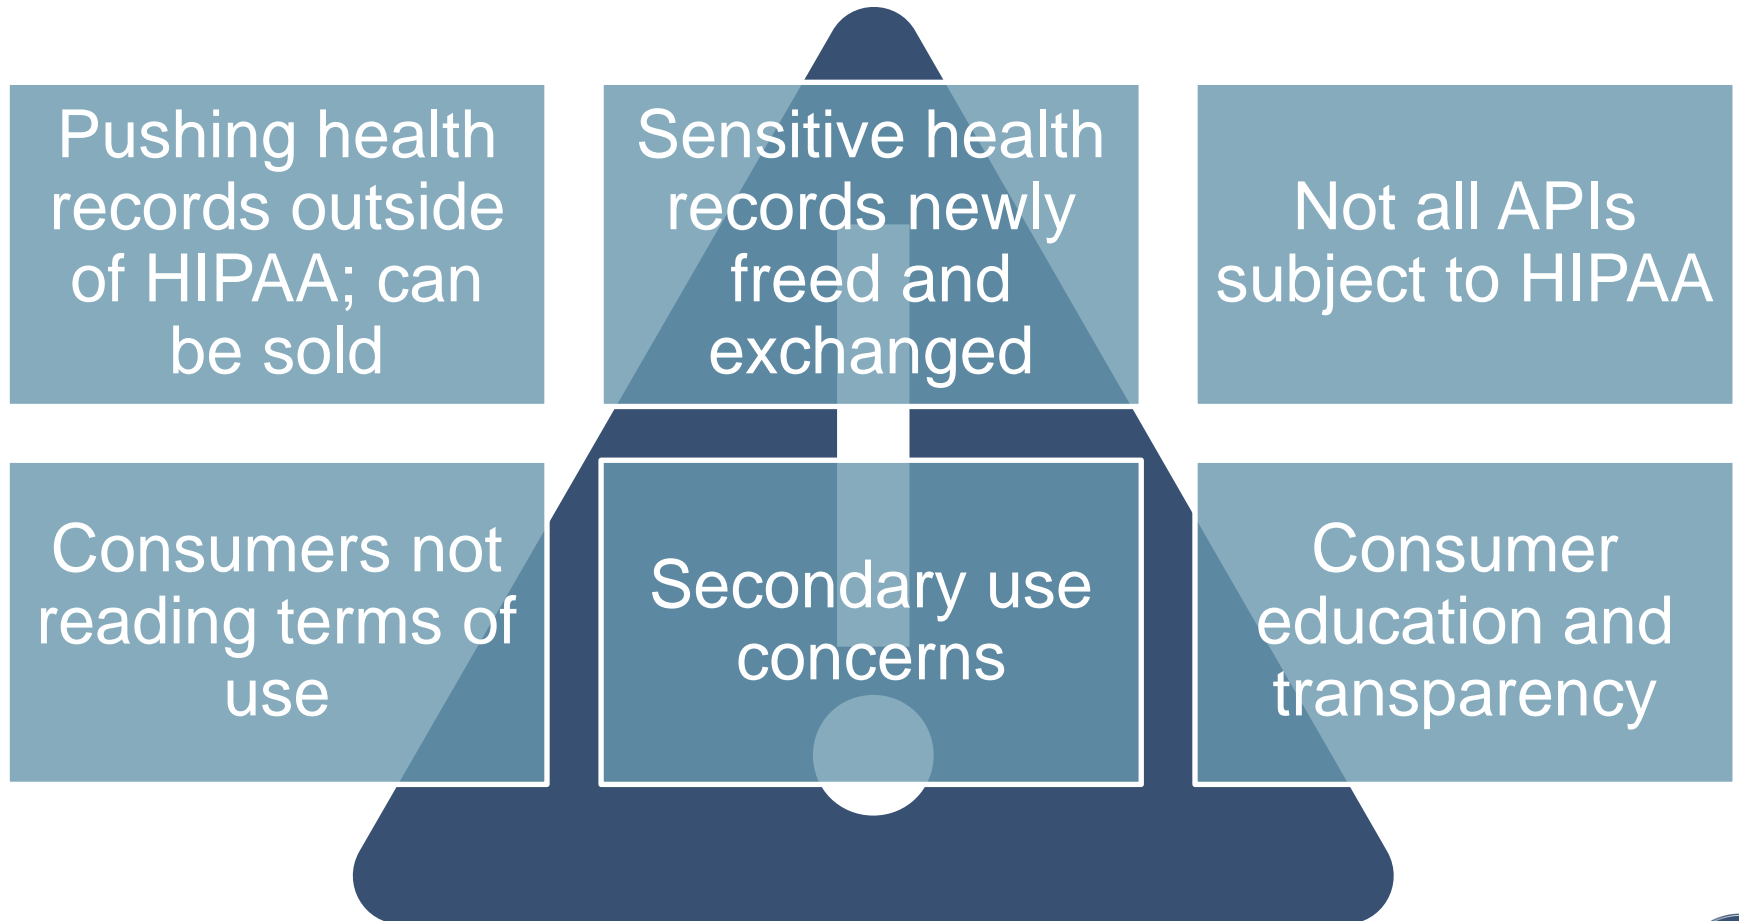 Pushing health
records outside
of HIPAA; can
be sold
Sensitive health
records newly
freed and
exchanged
Not all APIs
subject to HIPAA
Consumers not
reading terms of
use
Secondary use
concerns
Consumer
education and
transparency